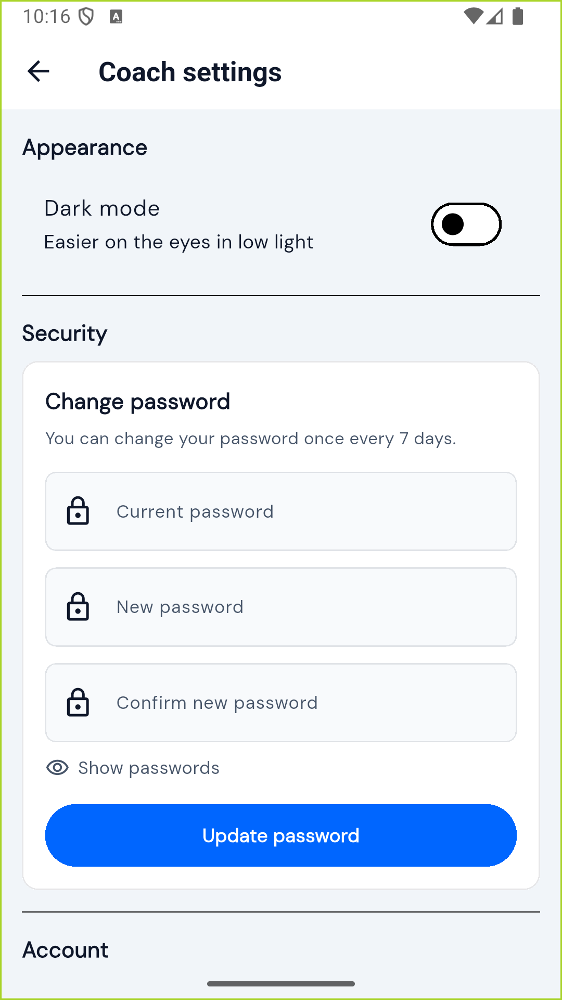 10:16
Coach settings
Appearance
Dark mode
Easier on the eyes in low light
Security
Change password
You can change your password once every 7 days.
Current password
New password
Confirm new password
Show passwords
Update password
Account